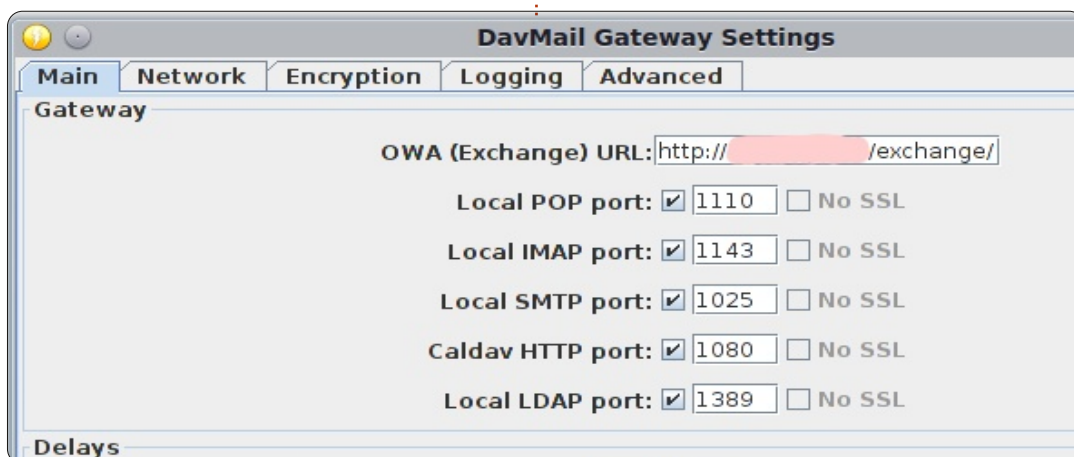 DavMail Gateway Settings
Main Network Encryption Logging Advanced
Gateway
OWA (Exchange) URL: http:// /exchange/
Local POP port: 1110 No SSL
Local IMAP port: 1143 No SSL
Local SMTP port: 1025 No SSL
Caldav HTTP port: 1080 No SSL
Local LDAP port: 1389 No SSL
Delays